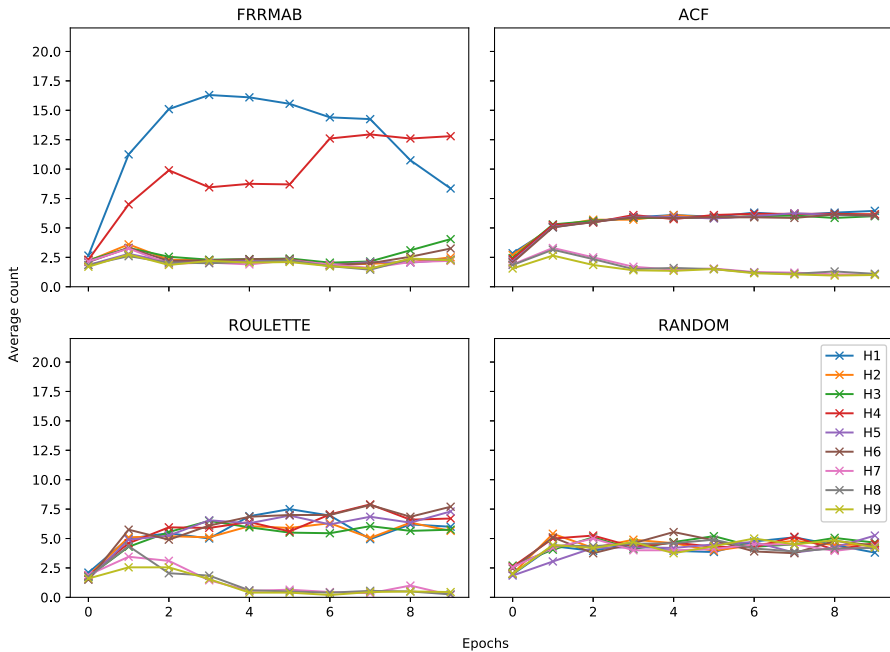 FRRMAB
ACF
20.0
17.5
15.0
12.5
10.0
7.5
5.0
2.5
0.0
Average count
ROULETTE
RANDOM
20.0
17.5
15.0
12.5
10.0
7.5
5.0
2.5
0.0
H1
H2
H3
H4
H5
H6
H7
H8
H9
0 2 4 6 8
0 2 4 6 8
Epochs